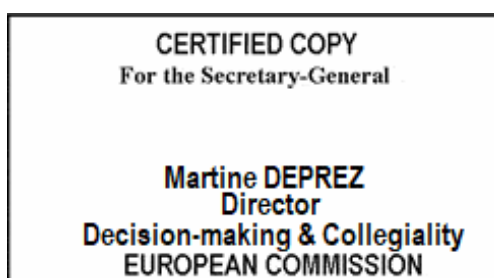 CERTIFIED COPY
For the Secretary-General
Martine DEPREZ
Director
Decision-making & Collegiality
EUROPEAN COMMISSION